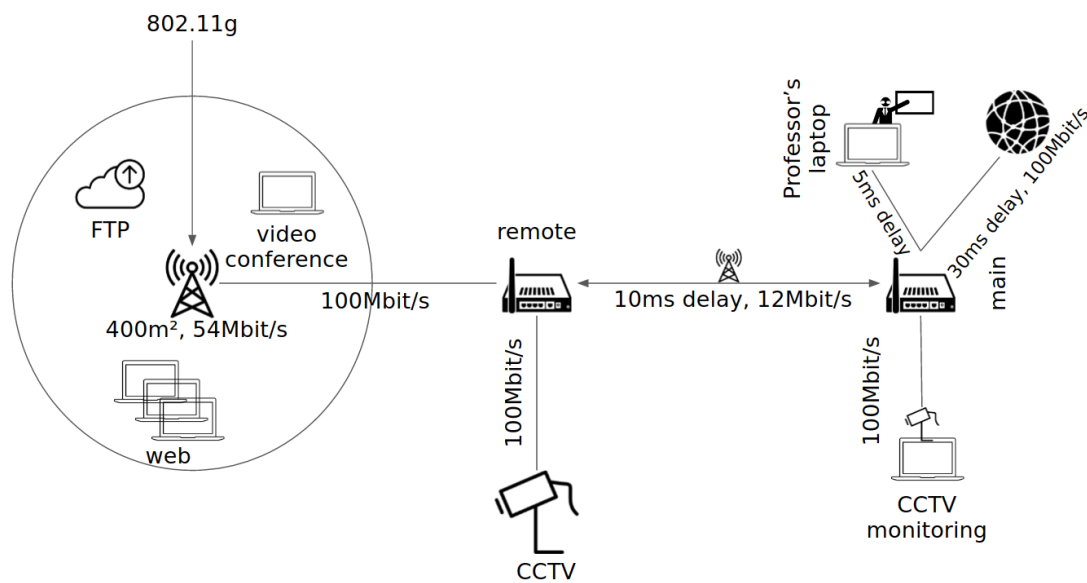 802.11g
FTP
video
conference
400m², 54Mbit/s
web
100Mbit/s
remote
100Mbit/s
CCTV
10ms delay, 12Mbit/s
Professor's
laptop
5ms delay
30ms delay, 100Mbit/s
main
100Mbit/s
CCTV
monitoring